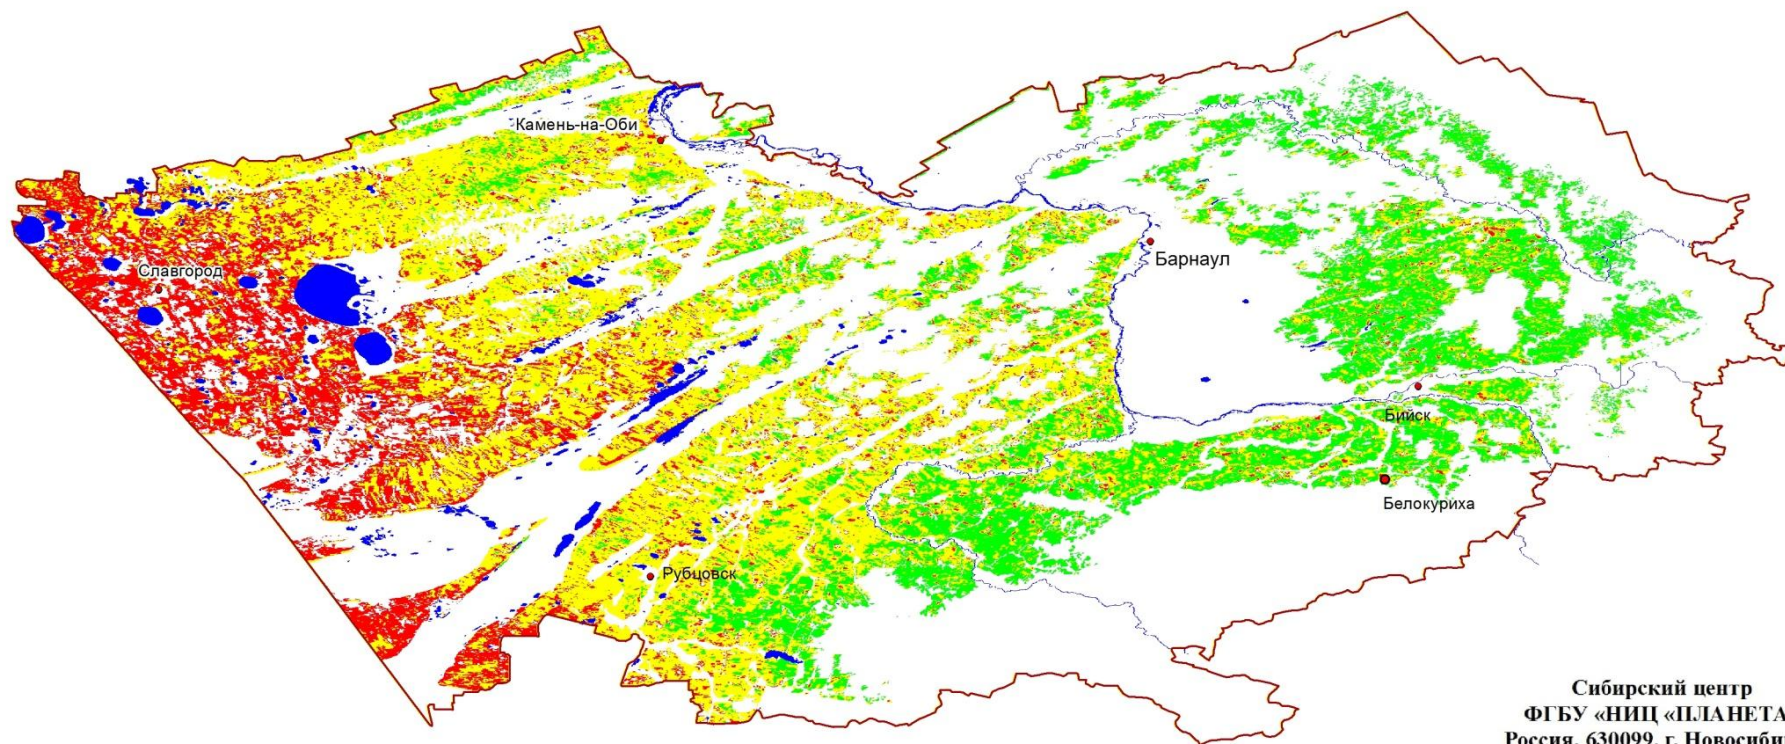 Камень-на-Оби
Славгород
Барнаул
Бийск
Белокуриха
Рубцовск
Сибирский центр
ФГБУ «НИЦ «ПЛАНЕТА
Россия, 630099, г. Новосиби